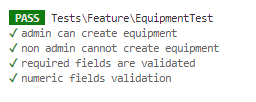 PASS Tests\Feature\EquipmentTest
✓ admin can create equipment
✓ non admin cannot create equipment
✓ required fields are validated
✓ numeric fields validation